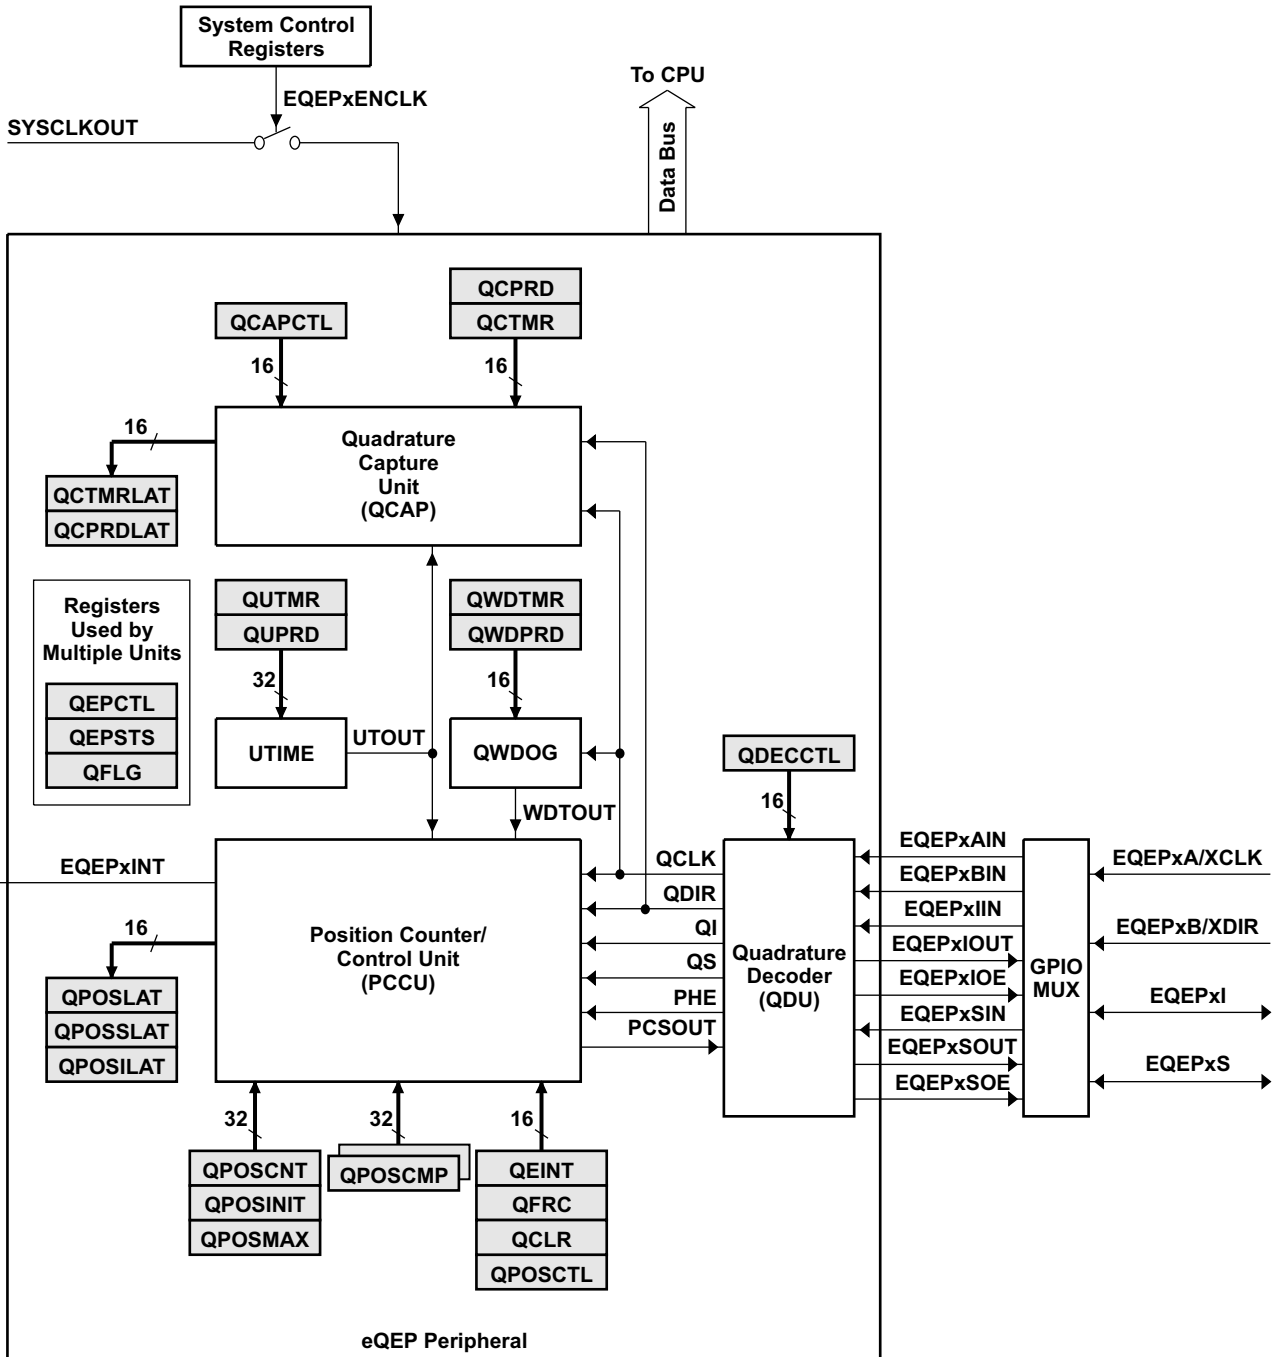 System Control
Registers
To CPU
EQEPxENCLK
SYSCLKOUT
Data Bus
QCPRD
QCAPCTL
QCTMR
16
16
16
Quadrature
Capture
Unit
(QCAP)
QCTMRLAT
QCPRDLAT
Registers
Used by
Multiple Units
QEPCTL
QEPSTS
QFLG
QUTMR
QUPRD
QWDTMR
QWDPRD
32
16
UTIME
UTOUT
QWDOG
QDECCTL
WDTOUT
16
EQEPxINT
16
Position Counter/
Control Unit
(PCCU)
QCLK
QDIR
QI
QS
PHE
PCSOUT
Quadrature
Decoder
(QDU)
EQEPxAIN
EQEPxBIN
EQEPxIIN
EQEPxIOUT
EQEPxIOE
EQEPxSIN
EQEPxSOUT
EQEPxSOE
GPIO
MUX
EQEPxA/XCLK
EQEPxB/XDIR
EQEPxI
EQEPxS
QPOSLAT
QPOSSLAT
QPOSILAT
32
32
16
QPOSCNT
QPOSINIT
QPOSMAX
QPOSCMP
QEINT
QFRC
QCLR
QPOSCTL
eQEP Peripheral